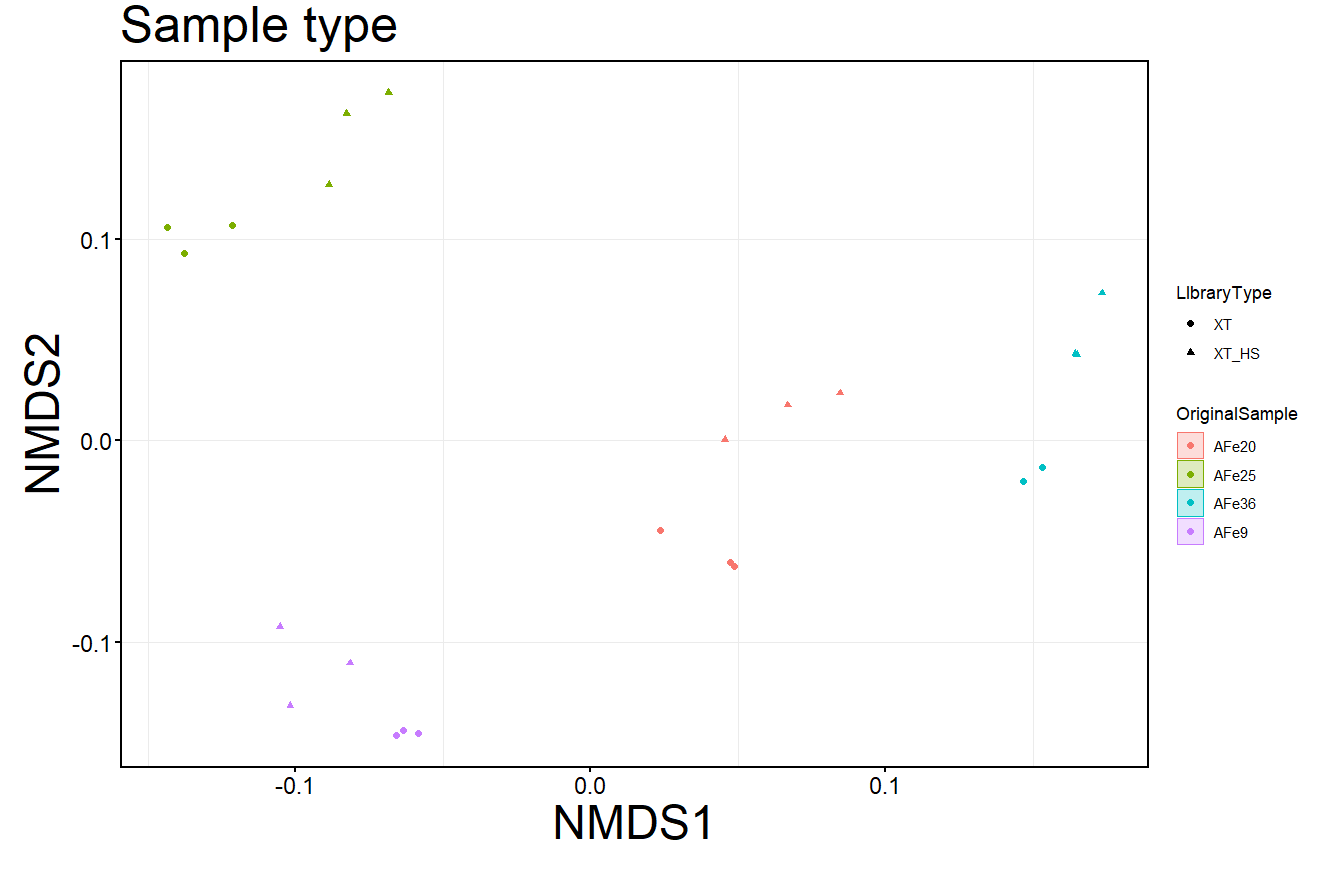 Sample type
0.1
0.0
-0.1
NMDS2
-0.1
0.0
0.1
NMDS1
LIbraryType
XT
XT_HS
OriginalSample
AFe20
AFe25
AFe36
AFe9